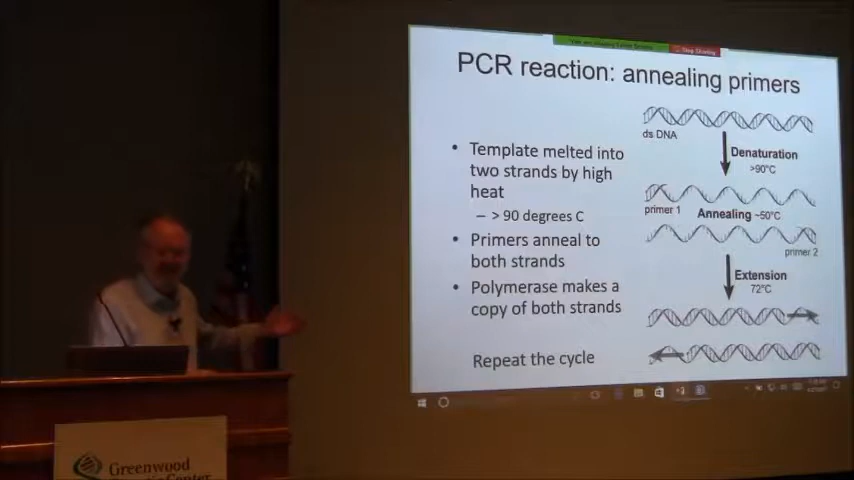 Stop Sharing
PCR reaction: annealing primers
• Template melted into
two strands by high
heat
– > 90 degrees C
• Primers anneal to
both strands
• Polymerase makes a
copy of both strands
Repeat the cycle
ds DNA
Denaturation
>90°C
primer 1
Annealing ~50°C
primer 2
Extension
72°C
Greenwood
Center